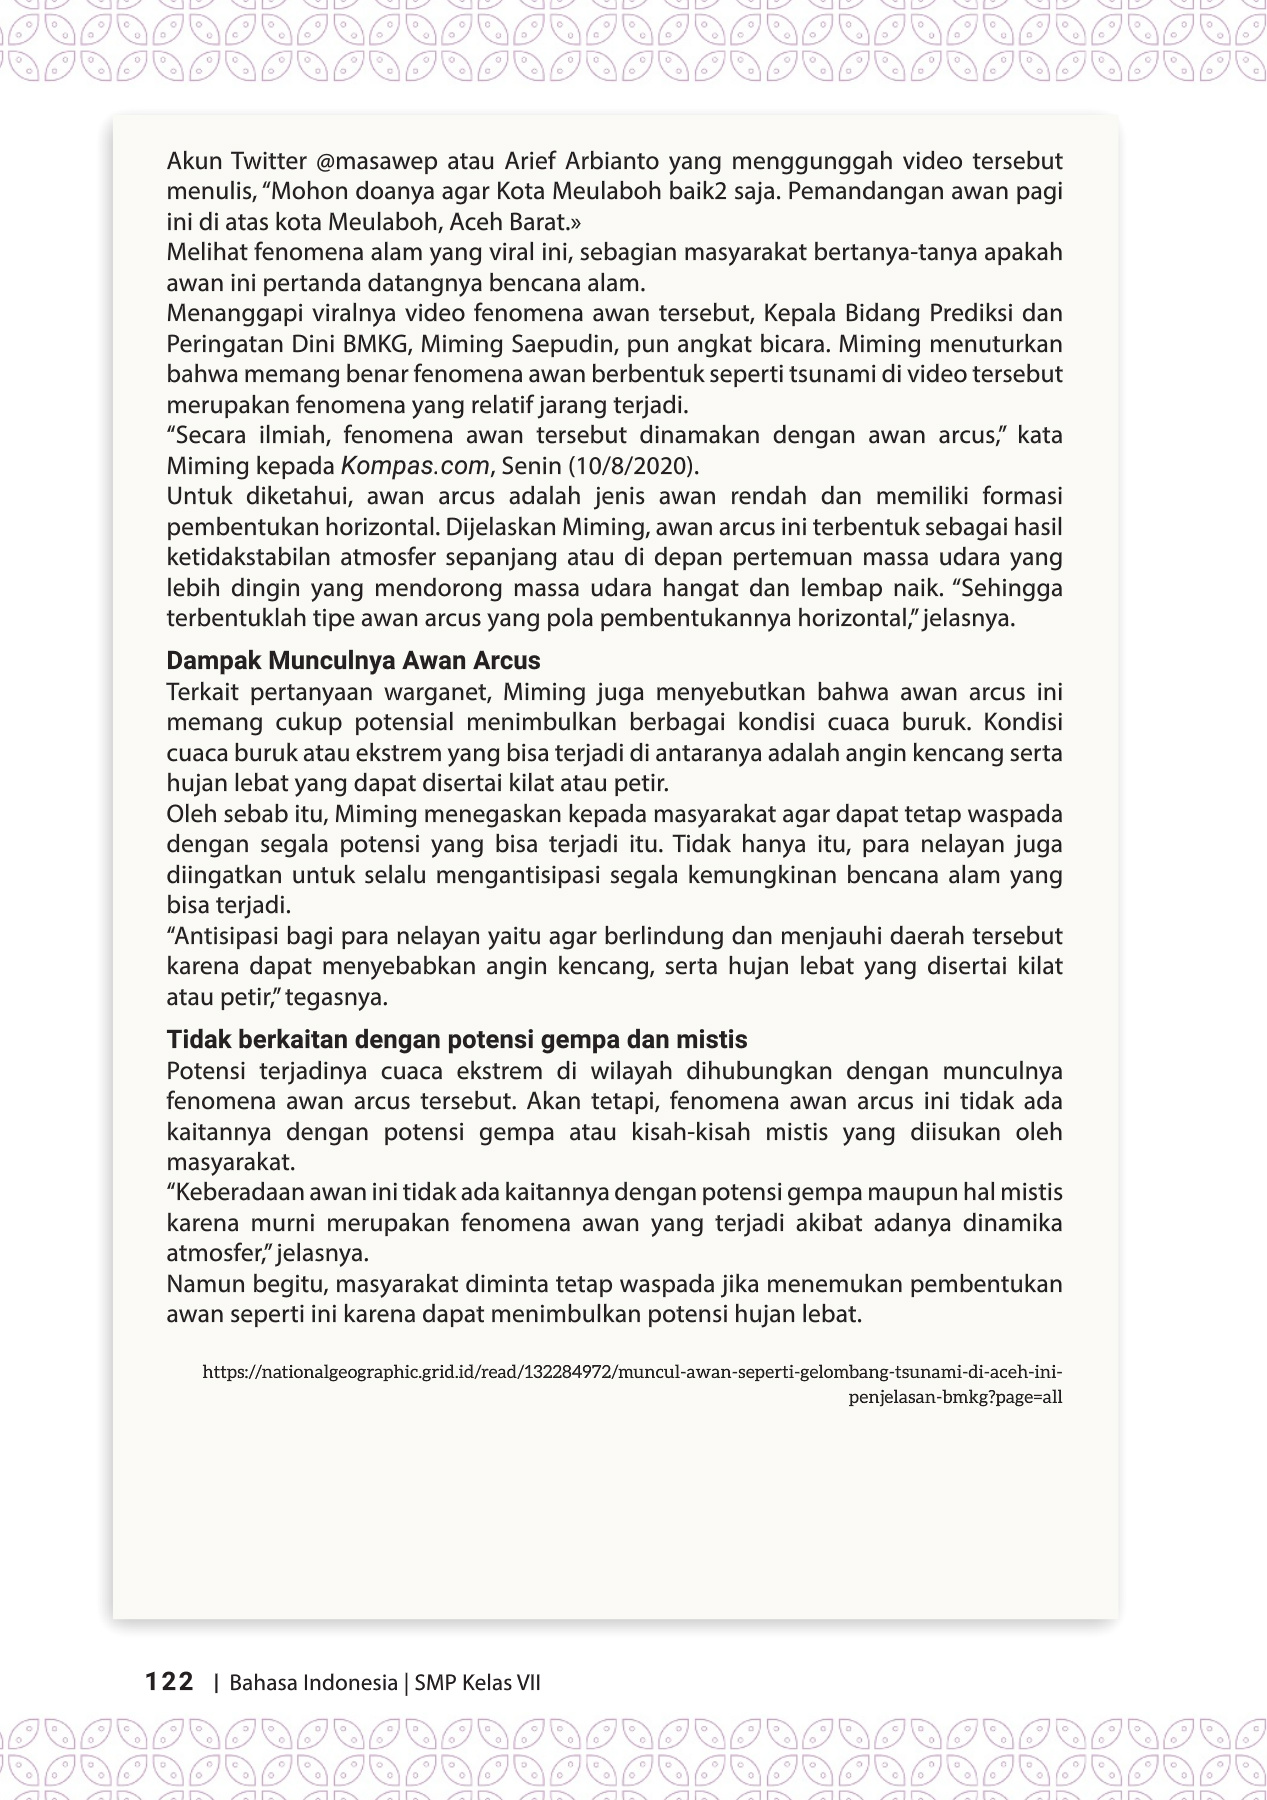 Akun Twitter @masawep atau Arief Arbianto yang menggunggah video tersebut
menulis, “Mohon doanya agar Kota Meulaboh baik2 saja. Pemandangan awan pagi
ini di atas kota Meulaboh, Aceh Barat.»
Melihat fenomena alam yang viral ini, sebagian masyarakat bertanya-tanya apakah
awan ini pertanda datangnya bencana alam.
Menanggapi viralnya video fenomena awan tersebut, Kepala Bidang Prediksi dan
Peringatan Dini BMKG, Miming Saepudin, pun angkat bicara. Miming menuturkan
bahwa memang benar fenomena awan berbentuk seperti tsunami di video tersebut
merupakan fenomena yang relatif jarang terjadi.
“Secara ilmiah, fenomena awan tersebut dinamakan dengan awan arcus,” kata
Miming kepada Kompas.com, Senin (10/8/2020).
Untuk diketahui, awan arcus adalah jenis awan rendah dan memiliki formasi
pembentukan horizontal. Dijelaskan Miming, awan arcus ini terbentuk sebagai hasil
ketidakstabilan atmosfer sepanjang atau di depan pertemuan massa udara yang
lebih dingin yang mendorong massa udara hangat dan lembap naik. “Sehingga
terbentuklah tipe awan arcus yang pola pembentukannya horizontal,” jelasnya.
Dampak Munculnya Awan Arcus
Terkait pertanyaan warganet, Miming juga menyebutkan bahwa awan arcus ini
memang cukup potensial menimbulkan berbagai kondisi cuaca buruk. Kondisi
cuaca buruk atau ekstrem yang bisa terjadi di antaranya adalah angin kencang serta
hujan lebat yang dapat disertai kilat atau petir.
Oleh sebab itu, Miming menegaskan kepada masyarakat agar dapat tetap waspada
dengan segala potensi yang bisa terjadi itu. Tidak hanya itu, para nelayan juga
diingatkan untuk selalu mengantisipasi segala kemungkinan bencana alam yang
bisa terjadi.
“Antisipasi bagi para nelayan yaitu agar berlindung dan menjauhi daerah tersebut
karena dapat menyebabkan angin kencang, serta hujan lebat yang disertai kilat
atau petir,” tegasnya.
Tidak berkaitan dengan potensi gempa dan mistis
Potensi terjadinya cuaca ekstrem di wilayah dihubungkan dengan munculnya
fenomena awan arcus tersebut. Akan tetapi, fenomena awan arcus ini tidak ada
kaitannya dengan potensi gempa atau kisah-kisah mistis yang diisukan oleh
masyarakat.
“Keberadaan awan ini tidak ada kaitannya dengan potensi gempa maupun hal mistis
karena murni merupakan fenomena awan yang terjadi akibat adanya dinamika
atmosfer,” jelasnya.
Namun begitu, masyarakat diminta tetap waspada jika menemukan pembentukan
awan seperti ini karena dapat menimbulkan potensi hujan lebat.
https://nationalgeographic.grid.id/read/132284972/muncul-awan-seperti-gelombang-tsunami-di-aceh-ini-
penjelasan-bmkg?page=all
122 | Bahasa Indonesia | SMP Kelas VII